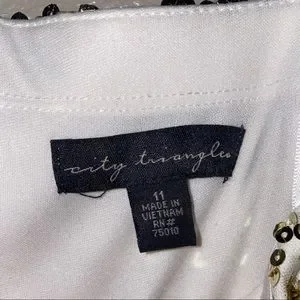 city triangles
11
MADE IN
VIETNAM
RN#
75010